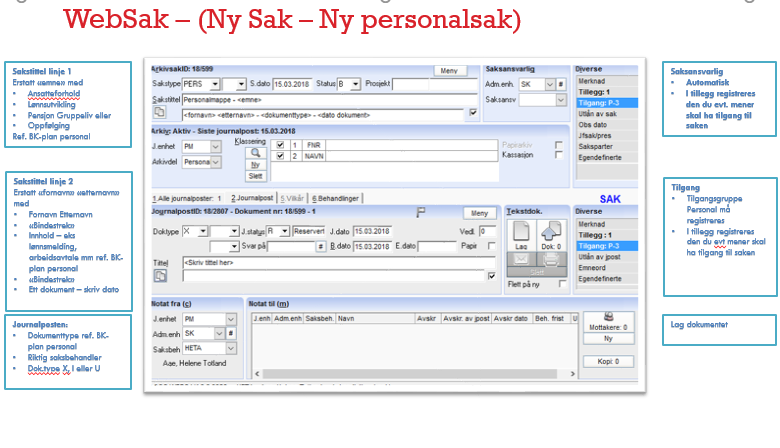 WebSak – (Ny Sak – Ny personalsak)
Sakstittel linje 1
Erstatt «emne» med
• Ansatteforhold
• Lønnsutvikling
• Pensjon Gruppeliv eller
• Oppfølging
Ref. BK-plan personal
Sakstittel linje 2
Erstatt «fornavn» «etternavn»
med
• Fornavn Etternavn
• «Bindestrek»
• Innhold – eks
lønnsmelding,
arbeidsavtale mm ref. BK-
plan personal
• «Bindestrek»
• Ett dokument – skriv dato
Journalposten:
• Dokumenttype ref. BK-
plan personal
• Riktig saksbehandler
• Dok.type X, I eller U
ArkivsakID: 18/599
Meny
Saksansvarlig
Diverse
Sakstype PERS
S.dato 15.03.2018
Status B
Prosjekt
Adm.enh. SK
Merknad
Sakstittel Personalmappe - <emne>
Saksansv
Tillegg: 1
Tilgang: P-3
<fornavn> <etternavn> - <dokumenttype> - <dato dokument>
Utlån av sak
Obs dato
Arkiv: Aktiv - Siste journalpost: 15.03.2018
Jfsak/pres
J.enhet PM
Klassering
1 FNR
Papirarkiv
Saksparter
Arkivdel Persona
2 NAVN
Kassasjon
Egendefinerte
Ny
Slett
1.Alle journalposter: 1
2.Journalpost
5.Vilkår
6.Behandlinger
SAK
JournalpostID: 18/2807 - Dokument nr: 18/599 - 1
Meny
Tekstdok.
Diverse
Doktype X
J.status R
Reservert
J.dato 15.03.2018
Vedl. 0
Merknad
Tillegg : 1
Svar på
#
B.dato 15.03.2018
E.dato
Papir
Lag
Dok: 0
Tilgang: P-3
Tittel <Skriv tittel her>
Utlån av jpost
Slett
Emneord
Flett på ny
Egendefinerte
Notat fra (c)
Notat til (m)
J.enhet PM
J.enh Adm.enh Saksbeh. Navn Avskr Avskr. av jpost Avskr dato Beh. frist U
Adm.enh SK #
Mottakere: 0
Saksbeh HETA
Ny
Aae, Helene Totland
Kopi: 0
Saksansvarlig
• Automatisk
• I tillegg registreres
den du evt. mener
skal ha tilgang til
saken
Tilgang
• Tilgangsgruppe
Personal må
registreres
• I tillegg registreres
den du evt mener skal
ha tilgang til saken
Lag dokumentet